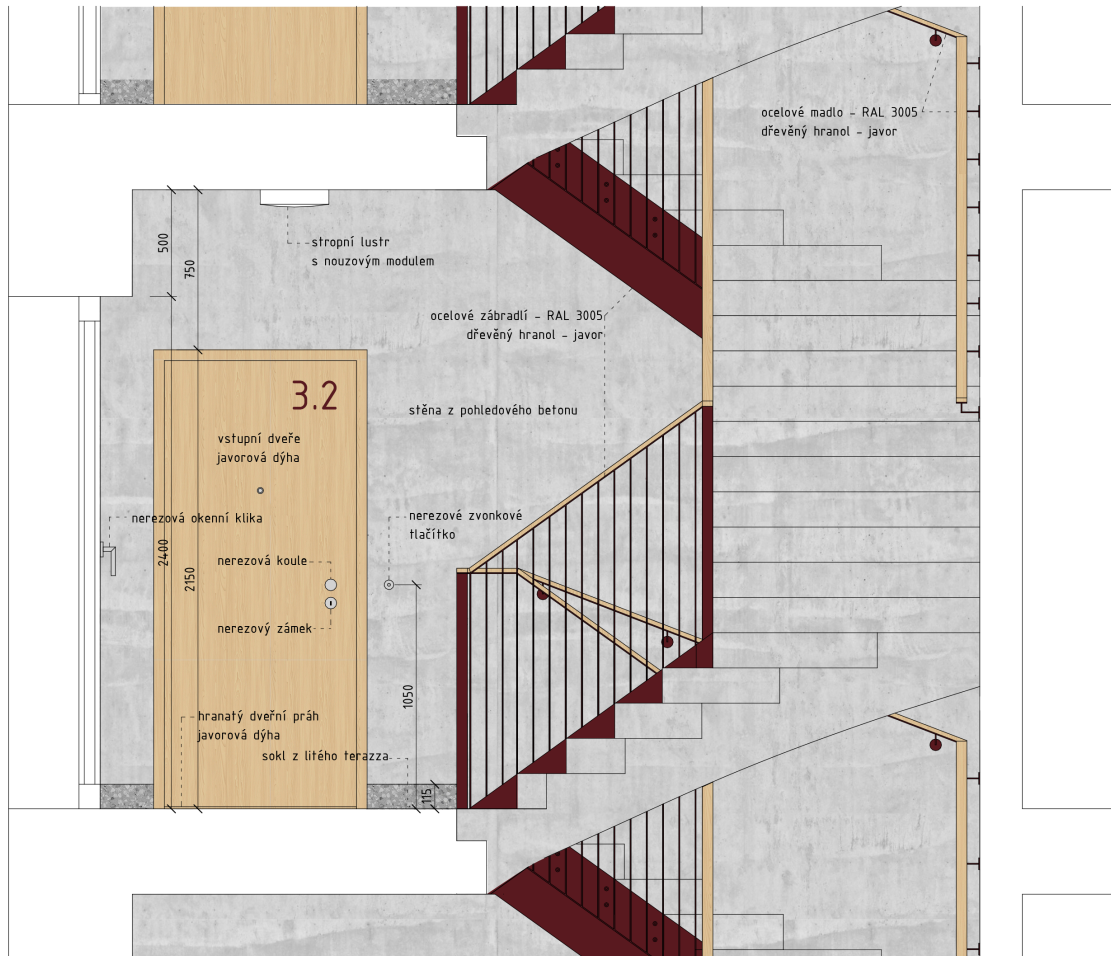 ocelové madlo - RAL 3005
dřevěný hranol - javor
stropní lustr
s nouzovým modulem
500
750
ocelové zábradlí - RAL 3005
dřevěný hranol - javor
3.2
stěna z pohledového betonu
vstupní dveře
javorová dýha
nerezová okenní klika
nerezové zvonkové
tlačítko
2400
2150
nerezová koule
nerezový zámek
1050
hranatý dveřní práh
javorová dýha
sokl z litého terazza
115